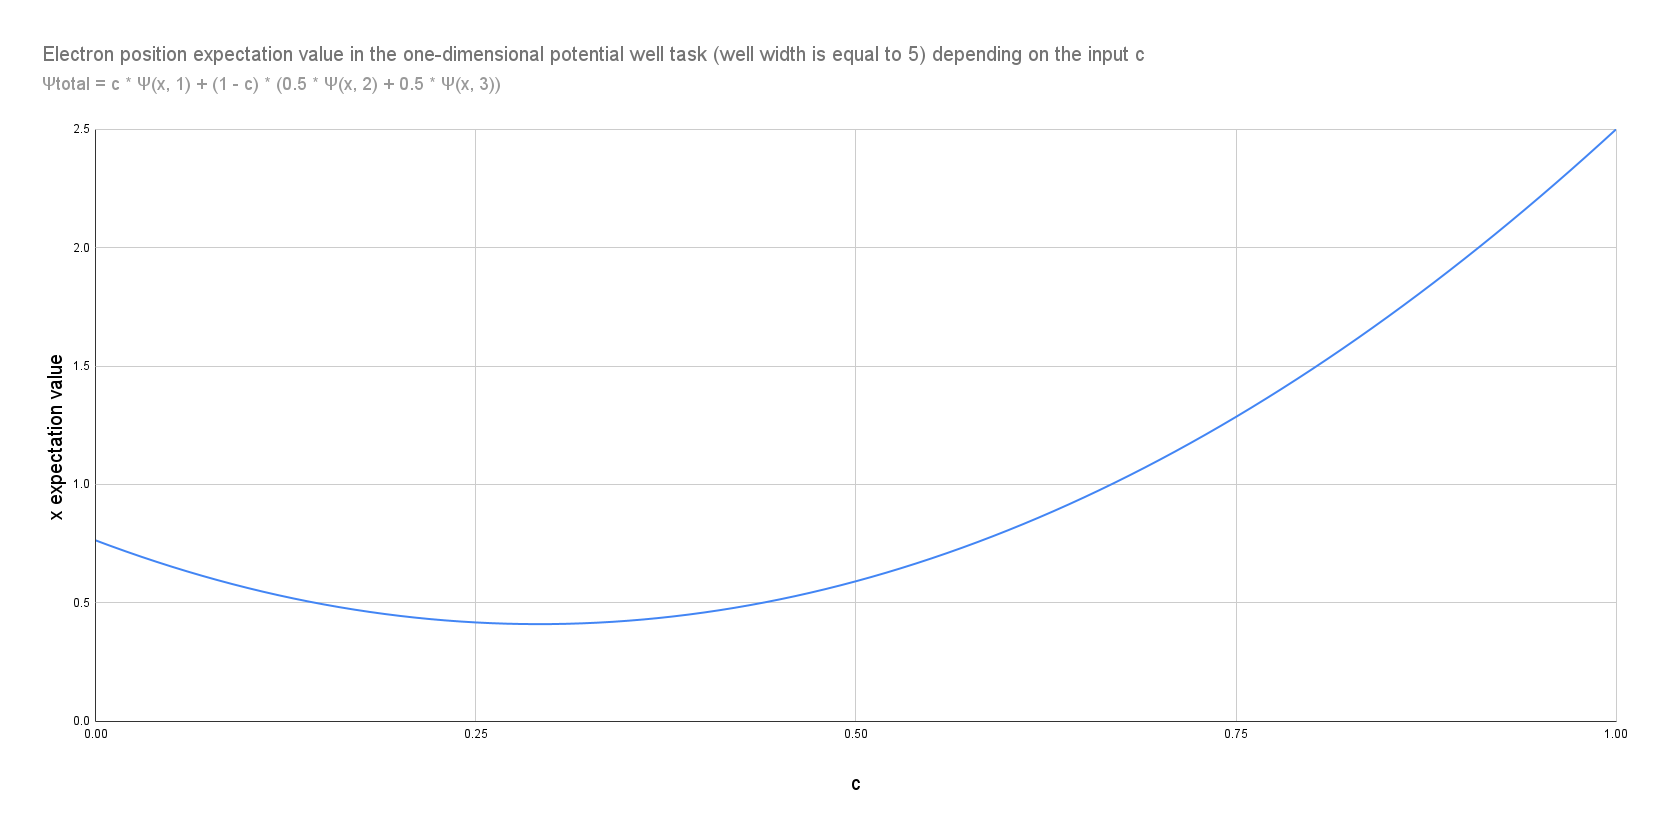 Electron position expectation value in the one-dimensional potential well task (well width is equal to 5) depending on the input c
Ψtotal = c * Ψ(x, 1) + (1 - c) * (0.5 * Ψ(x, 2) + 0.5 * Ψ(x, 3))
x expectation value
2.5
2.0
1.5
1.0
0.5
0.0
0.00 0.25 0.50 0.75 1.00
c